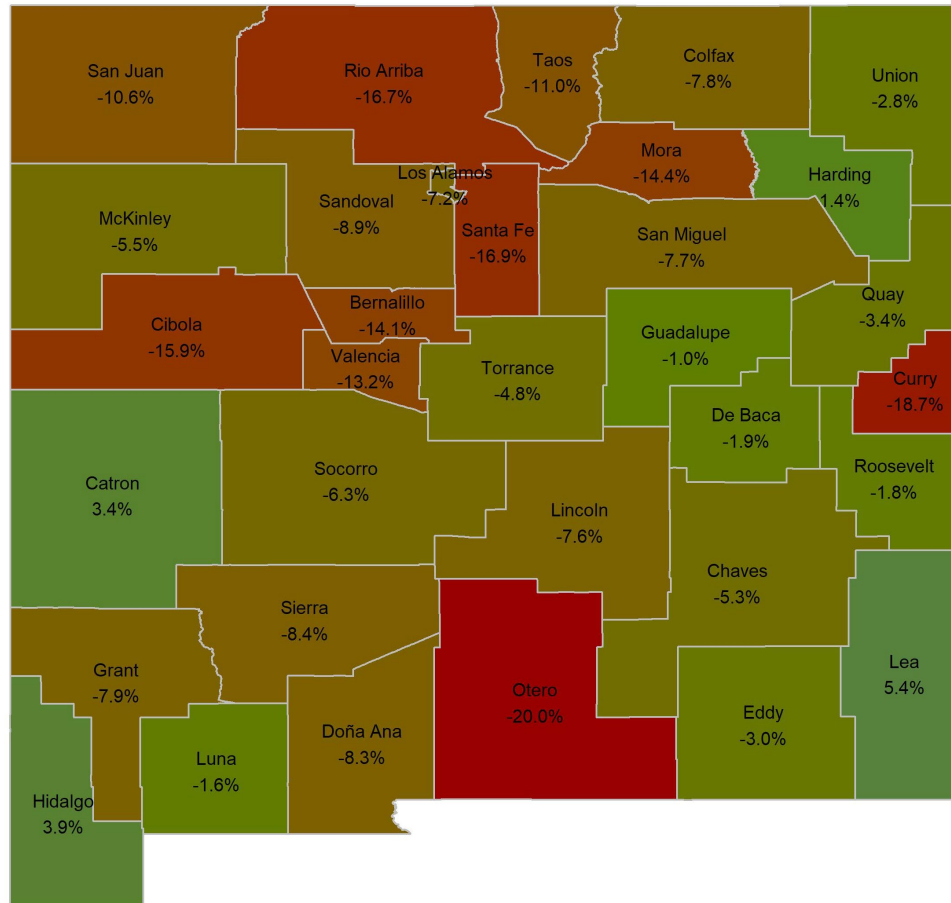 San Juan
-10.6%
Rio Arriba
-16.7%
Taos
-11.0%
Colfax
-7.8%
Union
-2.8%
Mora
-14.4%
Harding
1.4%
Los Alamos
-7.2%
McKinley
-5.5%
Sandoval
-8.9%
Santa Fe
-16.9%
San Miguel
-7.7%
Quay
-3.4%
Cibola
-15.9%
Bernalillo
-14.1%
Valencia
-13.2%
Torrance
-4.8%
Guadalupe
-1.0%
Curry
-18.7%
De Baca
-1.9%
Roosevelt
-1.8%
Catron
3.4%
Socorro
-6.3%
Lincoln
-7.6%
Chaves
-5.3%
Sierra
-8.4%
Grant
-7.9%
Otero
-20.0%
Lea
5.4%
Eddy
-3.0%
Doña Ana
-8.3%
Luna
-1.6%
Hidalgo
3.9%